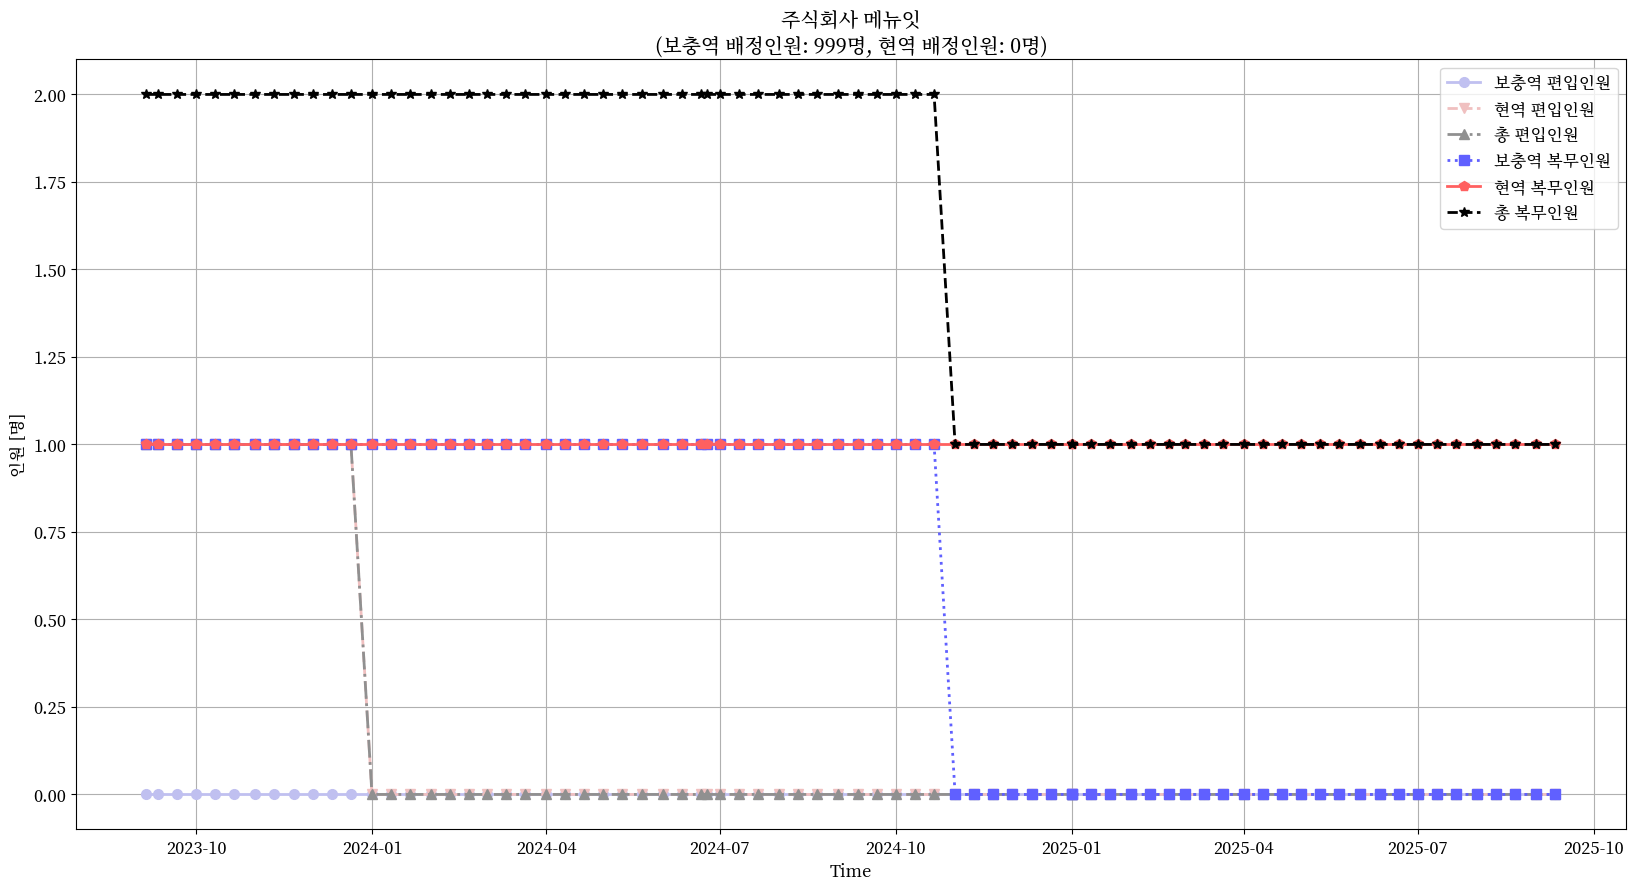 주식회사 메뉴잇
(보충역 배정인원: 999명, 현역 배정인원: 0명)
보충역 편입인원
현역 편입인원
총 편입인원
보충역 복무인원
현역 복무인원
총 복무인원
인원 [명]
2.00
1.75
1.50
1.25
1.00
0.75
0.50
0.25
0.00
2023-10
2024-01
2024-04
2024-07
2024-10
2025-01
2025-04
2025-07
2025-10
Time